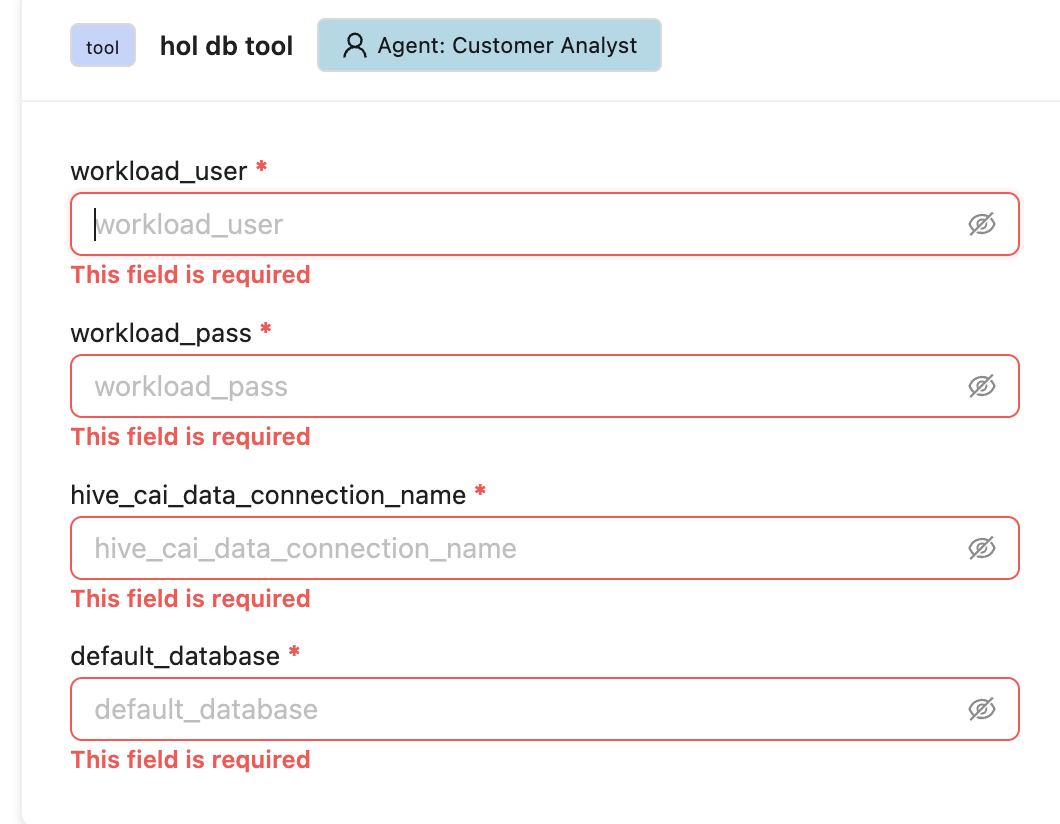 tool hol db tool Agent: Customer Analyst
workload_user *
workload_user
This field is required
workload_pass *
workload_pass
This field is required
hive_cai_data_connection_name *
hive_cai_data_connection_name
This field is required
default_database *
default_database
This field is required